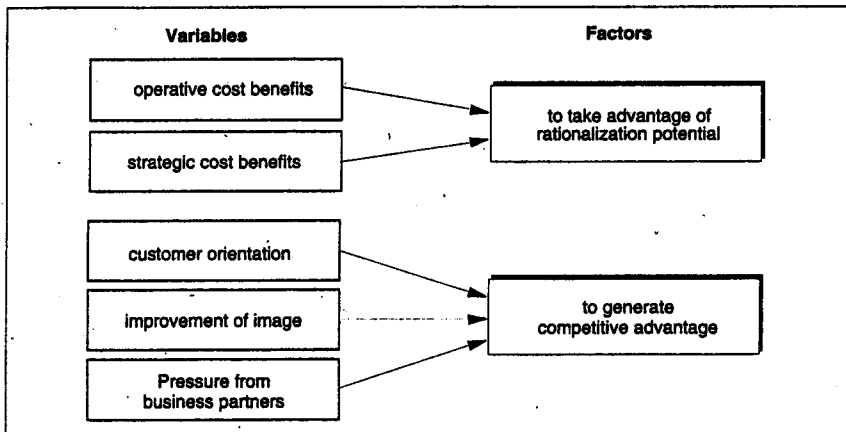 Variables
Factors
operative cost benefits
strategic cost benefits
to take advantage of
rationalization potential
customer orientation
improvement of image
Pressure from
business partners
to generate
competitive advantage